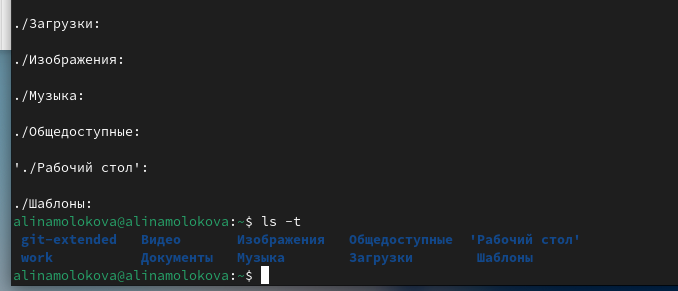 ./Загрузки:
./Изображения:
./Музыка:
./Общедоступные:
'./Рабочий стол':
./Шаблоны:
alinamolokova@alinamolokova:~$ ls -t
git-extended Видео Изображения Общедоступные 'Рабочий стол'
work Документы Музыка Загрузки Шаблоны
alinamolokova@alinamolokova:~$